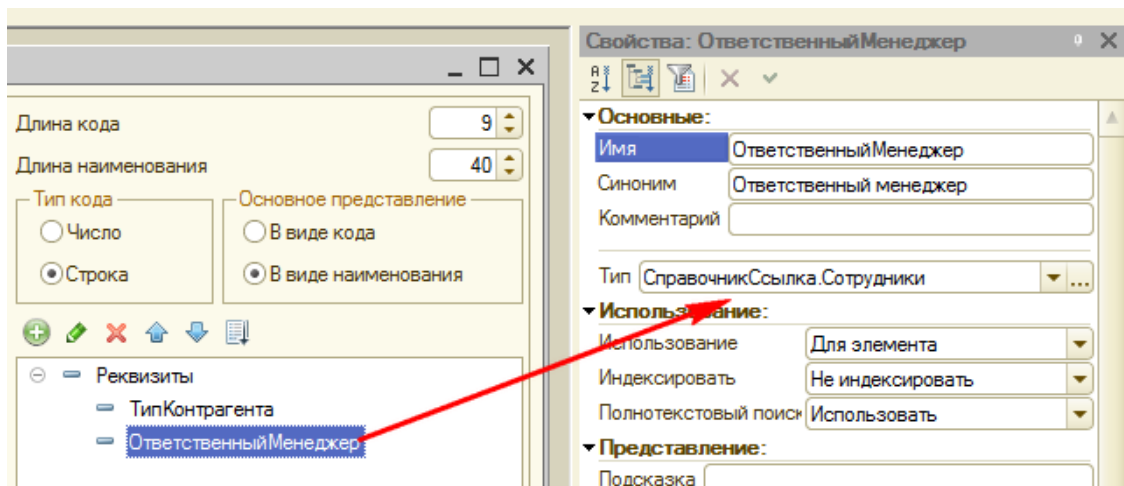 Длина кода 9
Длина наименования 40
Тип кода
Основное представление
Число
В виде кода
Строка
В виде наименования
Реквизиты
ТипКонтрагента
ОтветственныйМенеджер
Свойства: ОтветственныйМенеджер
Основные:
Имя ОтветственныйМенеджер
Синоним Ответственный менеджер
Комментарий
Тип СправочникСсылка.Сотрудники ...
Использование:
Использование Для элемента
Индексировать Не индексировать
Полнотекстовый поиск Использовать
Представление:
Подсказка